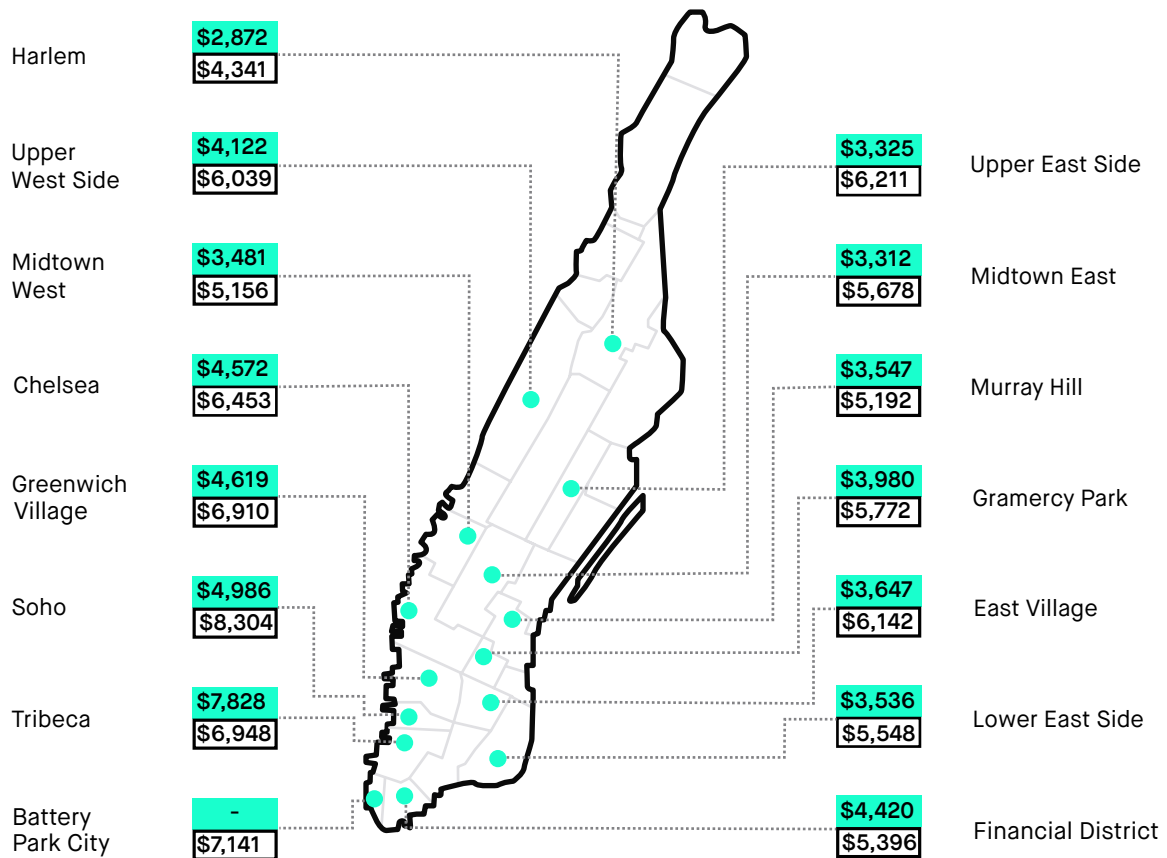 Harlem
$2,872
$4,341
Upper
West Side
$4,122
$6,039
Midtown
West
$3,481
$5,156
Chelsea
$4,572
$6,453
Greenwich
Village
$4,619
$6,910
Soho
$4,986
$8,304
Tribeca
$7,828
$6,948
Battery
Park City
-
$7,141
$3,325
$6,211
Upper East Side
$3,312
$5,678
Midtown East
$3,547
$5,192
Murray Hill
$3,980
$5,772
Gramercy Park
$3,647
$6,142
East Village
$3,536
$5,548
Lower East Side
$4,420
$5,396
Financial District